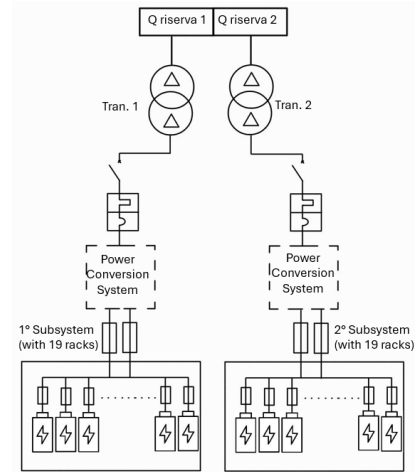 Q riserva 1 Q riserva 2
Tran. 1
Tran. 2
Power
Conversion
System
Power
Conversion
System
1° Subsystem
(with 19 racks)
2° Subsystem
(with 19 racks)